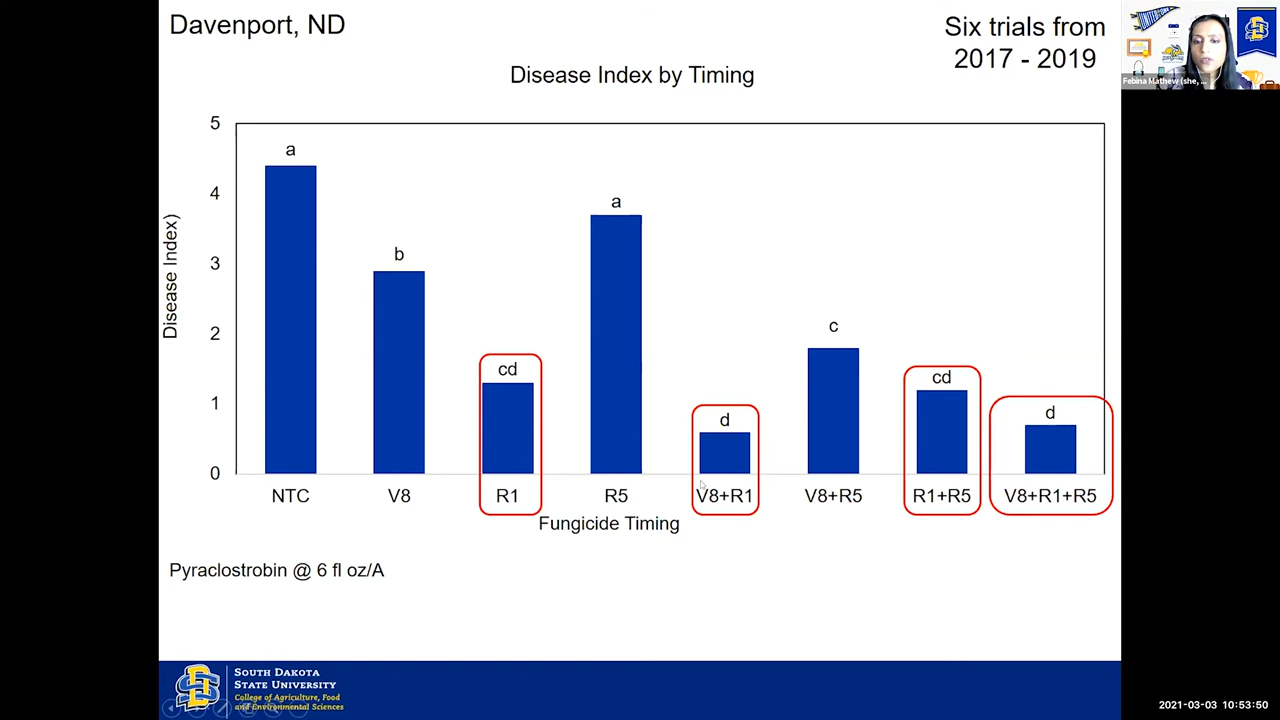 Davenport, ND
Six trials from
2017 - 2019
Febina Mathew (she, ...
Disease Index by Timing
Disease Index)
5
4
3
2
1
0
a
b
cd
a
d
c
cd
d
NTC
V8
R1
R5
V8+R1
V8+R5
R1+R5
V8+R1+R5
Fungicide Timing
Pyraclostrobin @ 6 fl oz/A
SOUTH DAKOTA
STATE UNIVERSITY
College of Agriculture, Food
and Environmental Sciences
2021-03-03 10:53:50